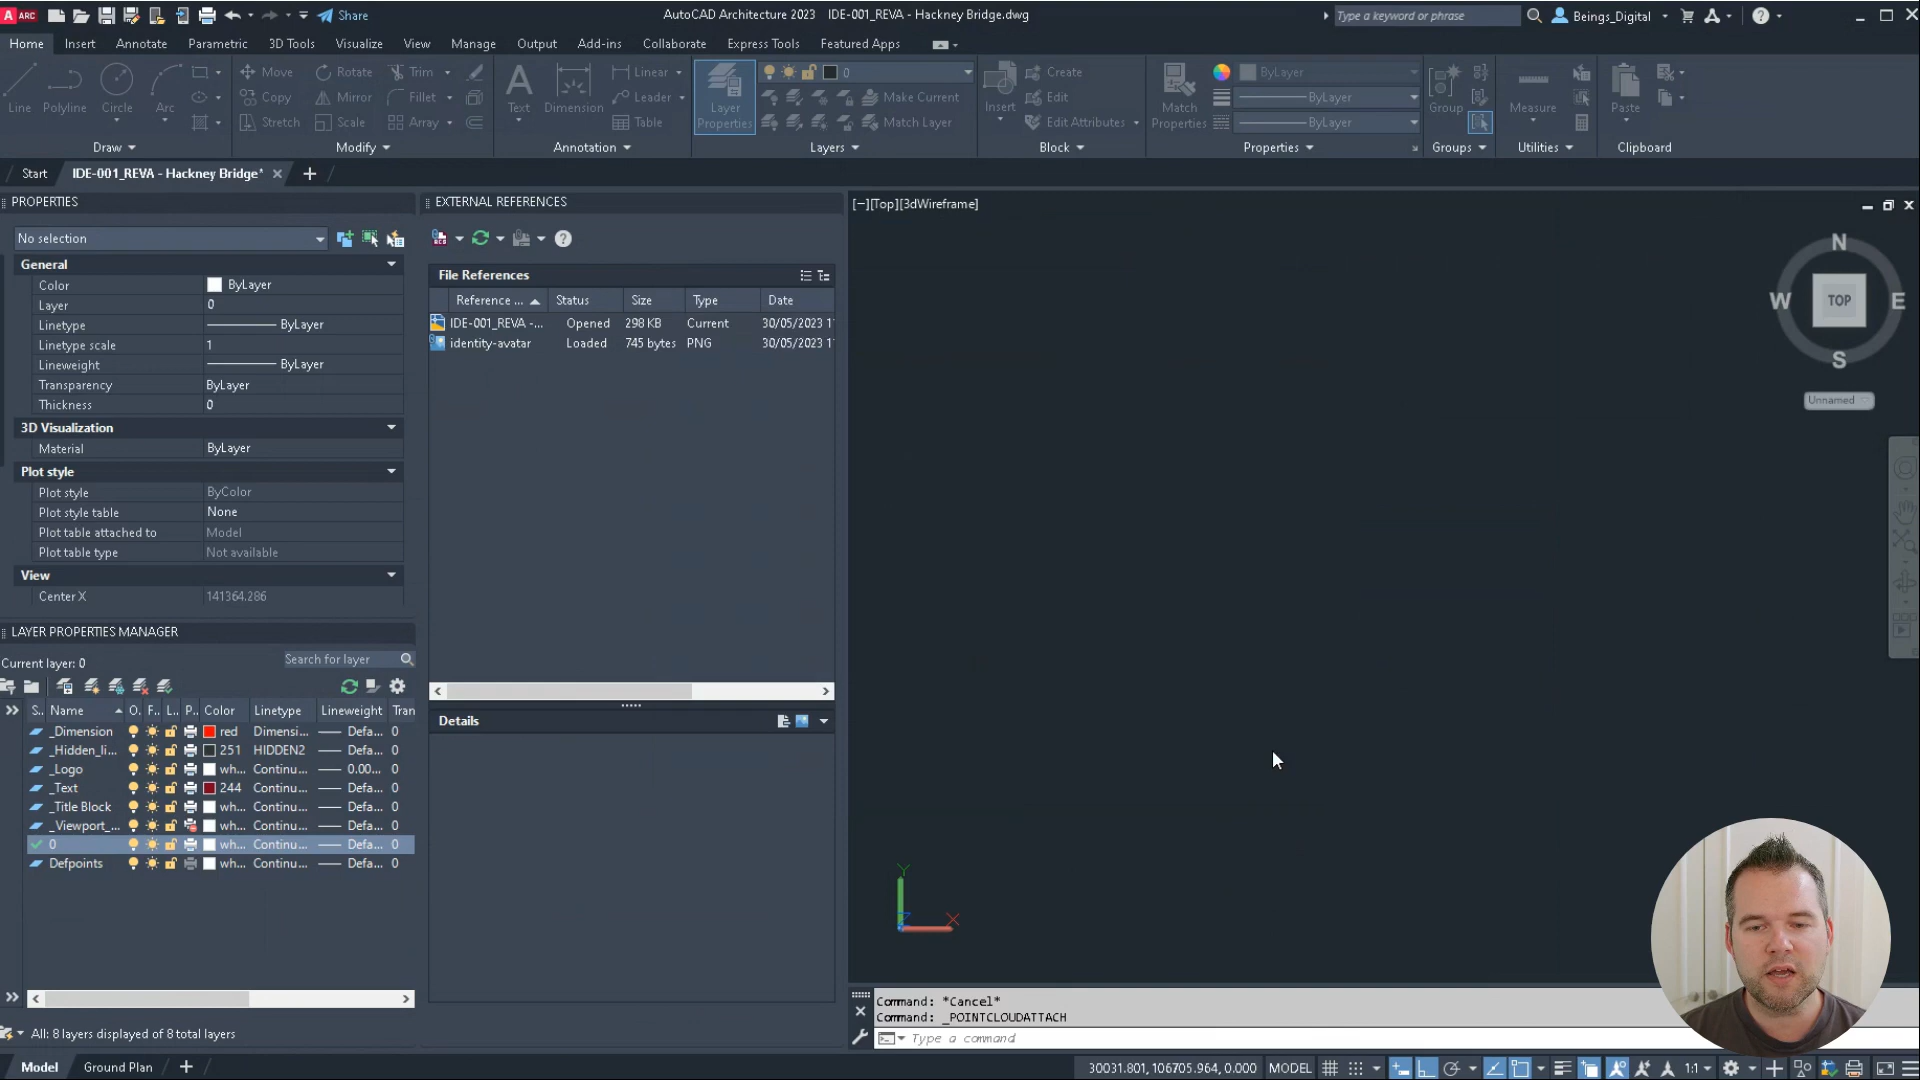 ARC Share AutoCAD Architecture 2023 IDE-001_REVA - Hackney Bridge.dwg Type a keyword or phrase Beings_Digital
Home Insert Annotate Parametric 3D Tools Visualize View Manage Output Add-ins Collaborate Express Tools Featured Apps
Line Polyline Circle Arc
Move Rotate Trim
Copy Mirror Fillet
Stretch Scale Array
Text Dimension
Linear
Leader
Table
Layer Properties
0
Make Current
Match Layer
Insert
Create
Edit
Edit Attributes
Match Properties
ByLayer
ByLayer
ByLayer
Group
Measure
Paste
Draw Modify Annotation Layers Block Properties Groups Utilities Clipboard
Start IDE-001_REVA - Hackney Bridge*
PROPERTIES
No selection
General
Color ByLayer
Layer 0
Linetype ByLayer
Linetype scale 1
Lineweight ByLayer
Transparency ByLayer
Thickness 0
3D Visualization
Material ByLayer
Plot style
Plot style ByColor
Plot style table None
Plot table attached to Model
Plot table type Not available
View
Center X 141364.286
LAYER PROPERTIES MANAGER
Current layer: 0 Search for layer
S.. Name O. F.. L.. P.. Color Linetype Lineweight Tran
_Dimension red Dimensi... Defa... 0
_Hidden_li... 251 HIDDEN2 Defa... 0
_Logo wh... Continu... 0.00... 0
_Text 244 Continu... Defa... 0
_Title Block wh... Continu... Defa... 0
_Viewport_... wh... Continu... Defa... 0
0 wh... Continu... Defa... 0
Defpoints wh... Continu... Defa... 0
All: 8 layers displayed of 8 total layers
EXTERNAL REFERENCES
File References
Reference ... Status Size Type Date
IDE-001_REVA -... Opened 298 KB Current 30/05/2023 1
identity-avatar Loaded 745 bytes PNG 30/05/2023 1
Details
[−][Top][3dWireframe]
N
W TOP E
S
Unnamed
Y
X
Command: *Cancel*
Command: _POINTCLOUDATTACH
Type a command
Model Ground Plan
30031.801, 106705.964, 0.000 MODEL 1:1